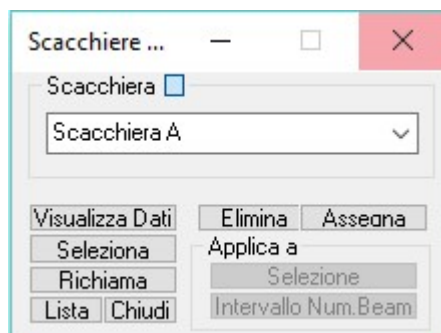 Scacchiere ...
Scacchiera
Scacchiera A
Visualizza Dati Elimina Assegna
Seleziona Applica a
Richiama Selezione
Lista Chiudi Intervallo Num.Beam